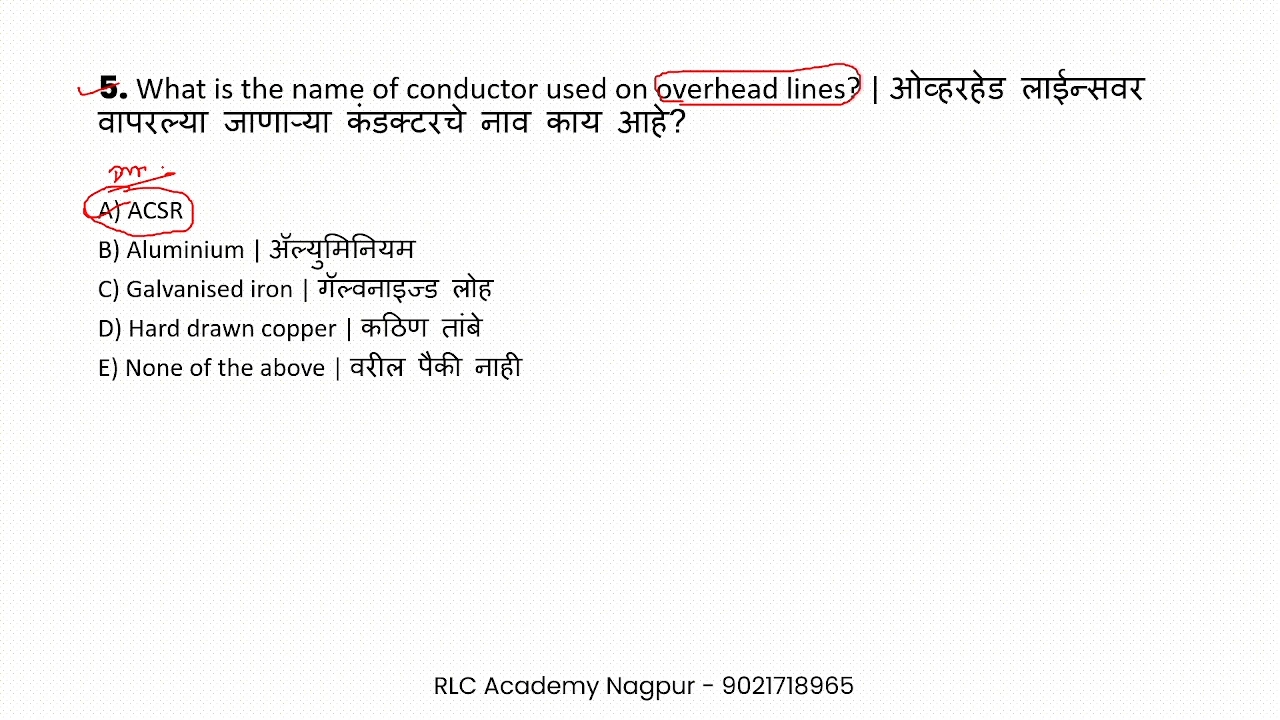 5. What is the name of conductor used on overhead lines? | ओव्हरहेड लाईन्सवर
वापरल्या जाणाऱ्या कंडक्टरचे नाव काय आहे?
A) ACSR
B) Aluminium | ॲल्युमिनियम
C) Galvanised iron | गॅल्वनाइज्ड लोह
D) Hard drawn copper | कठिण तांबे
E) None of the above | वरील पैकी नाही
RLC Academy Nagpur - 9021718965